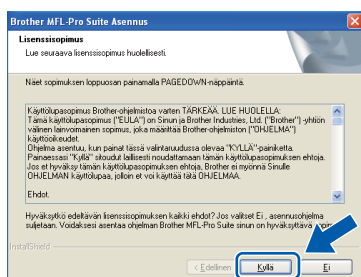 Brother MFL-Pro Suite Asennus
Lisenssisopimus
Lue seuraava lisenssisopimus huolellisesti.
Näet sopimuksen loppuosan painamalla PAGEDOWN-näppäintä.
Käyttölupasopimus Brother-ohjelmistoa varten TÄRKEÄÄ. LUE HUOLELLA:
Tämä käyttölupasopimus ("EULA") on Sinun ja Brother Industries, Ltd. ("Brother") -yhtiön
välinen lainvoimainen sopimus, joka määrittää Brother-ohjelmiston ("OHJELMA")
käyttöoikeudet.
Ohjelma asentuu, kun painat tässä valintaruudussa olevaa "KYLLÄ"-painiketta.
Painaessasi "Kyllä" sitoudut laillisesti noudattamaan tämän käyttölupasopimuksen ehtoja.
Jos et hyväksy tämän käyttölupasopimuksen ehtoja, Brother ei myönnä Sinulle
OHJELMAN käyttölupaa, jolloin et voi käyttää tätä OHJELMAA.
Ehdot.
Hyväksytkö edeltävän lisenssisopimuksen kaikki ehdot? Jos valitset Ei , asennusohjelma
suljetaan. Voidaksesi asentaa ohjelman Brother MFL-Pro Suite sinun on hyväksyttävä
InstallShield
< Edellinen Kyllä Ei